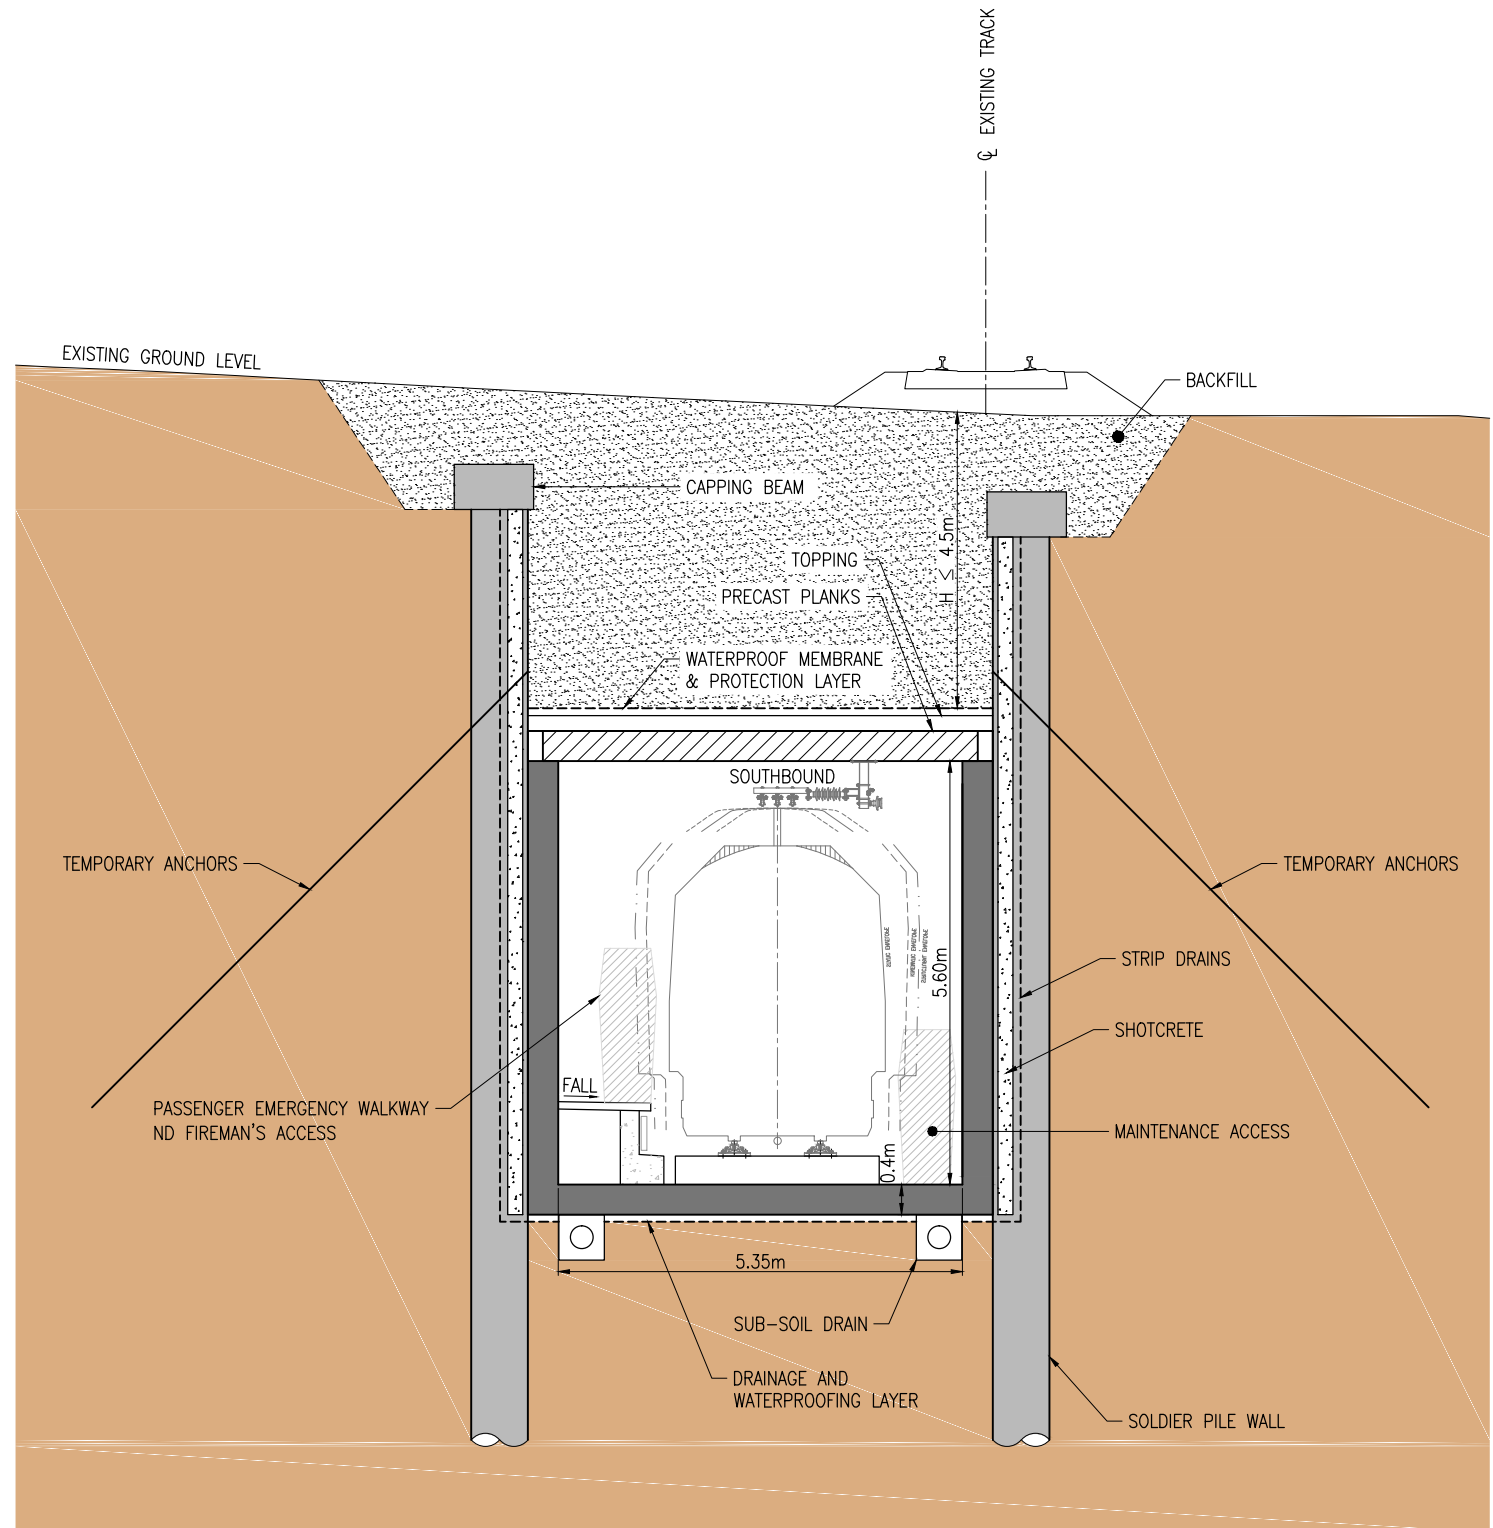 ℄ EXISTING TRACK
EXISTING GROUND LEVEL
BACKFILL
CAPPING BEAM
H ≤ 4.5m
TOPPING
PRECAST PLANKS
WATERPROOF MEMBRANE
& PROTECTION LAYER
SOUTHBOUND
TEMPORARY ANCHORS
TEMPORARY ANCHORS
5.60m
STRIP DRAINS
SHOTCRETE
FALL
PASSENGER EMERGENCY WALKWAY
ND FIREMAN'S ACCESS
MAINTENANCE ACCESS
0.4m
5.35m
SUB-SOIL DRAIN
DRAINAGE AND
WATERPROOFING LAYER
SOLDIER PILE WALL